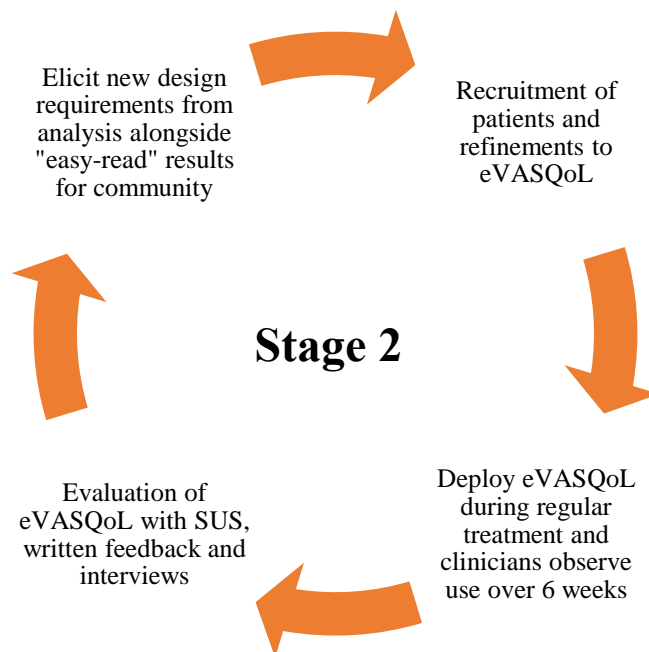 Elicit new design
requirements from
analysis alongside
"easy-read" results
for community
Recruitment of
patients and
refinements to
eVASQoL
Stage 2
Deploy eVASQoL
during regular
treatment and
clinicians observe
use over 6 weeks
Evaluation of
eVASQoL with SUS,
written feedback and
interviews